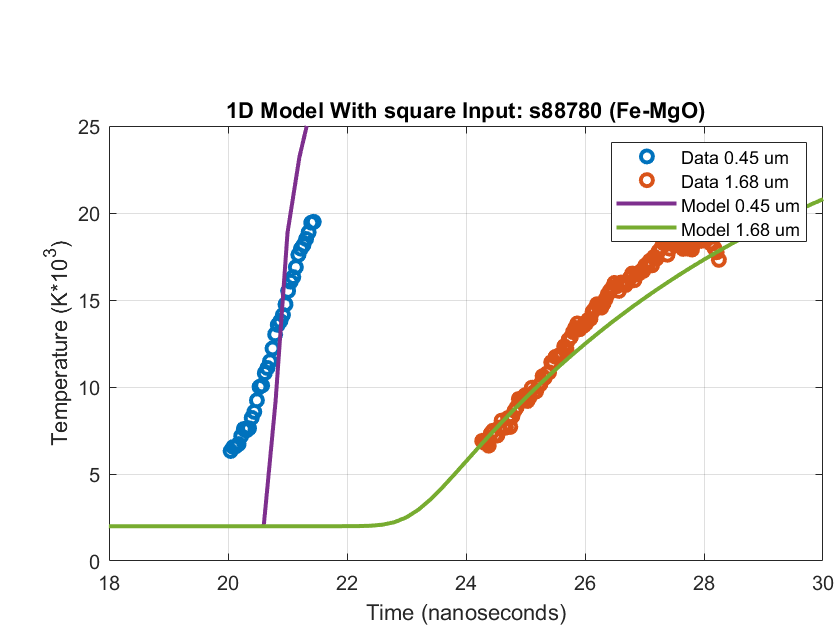 1D Model With square Input: s88780 (Fe-MgO)
25
20
15
10
5
0
Temperature (K*10^3)
Data 0.45 um
Data 1.68 um
Model 0.45 um
Model 1.68 um
18 20 22 24 26 28 30
Time (nanoseconds)